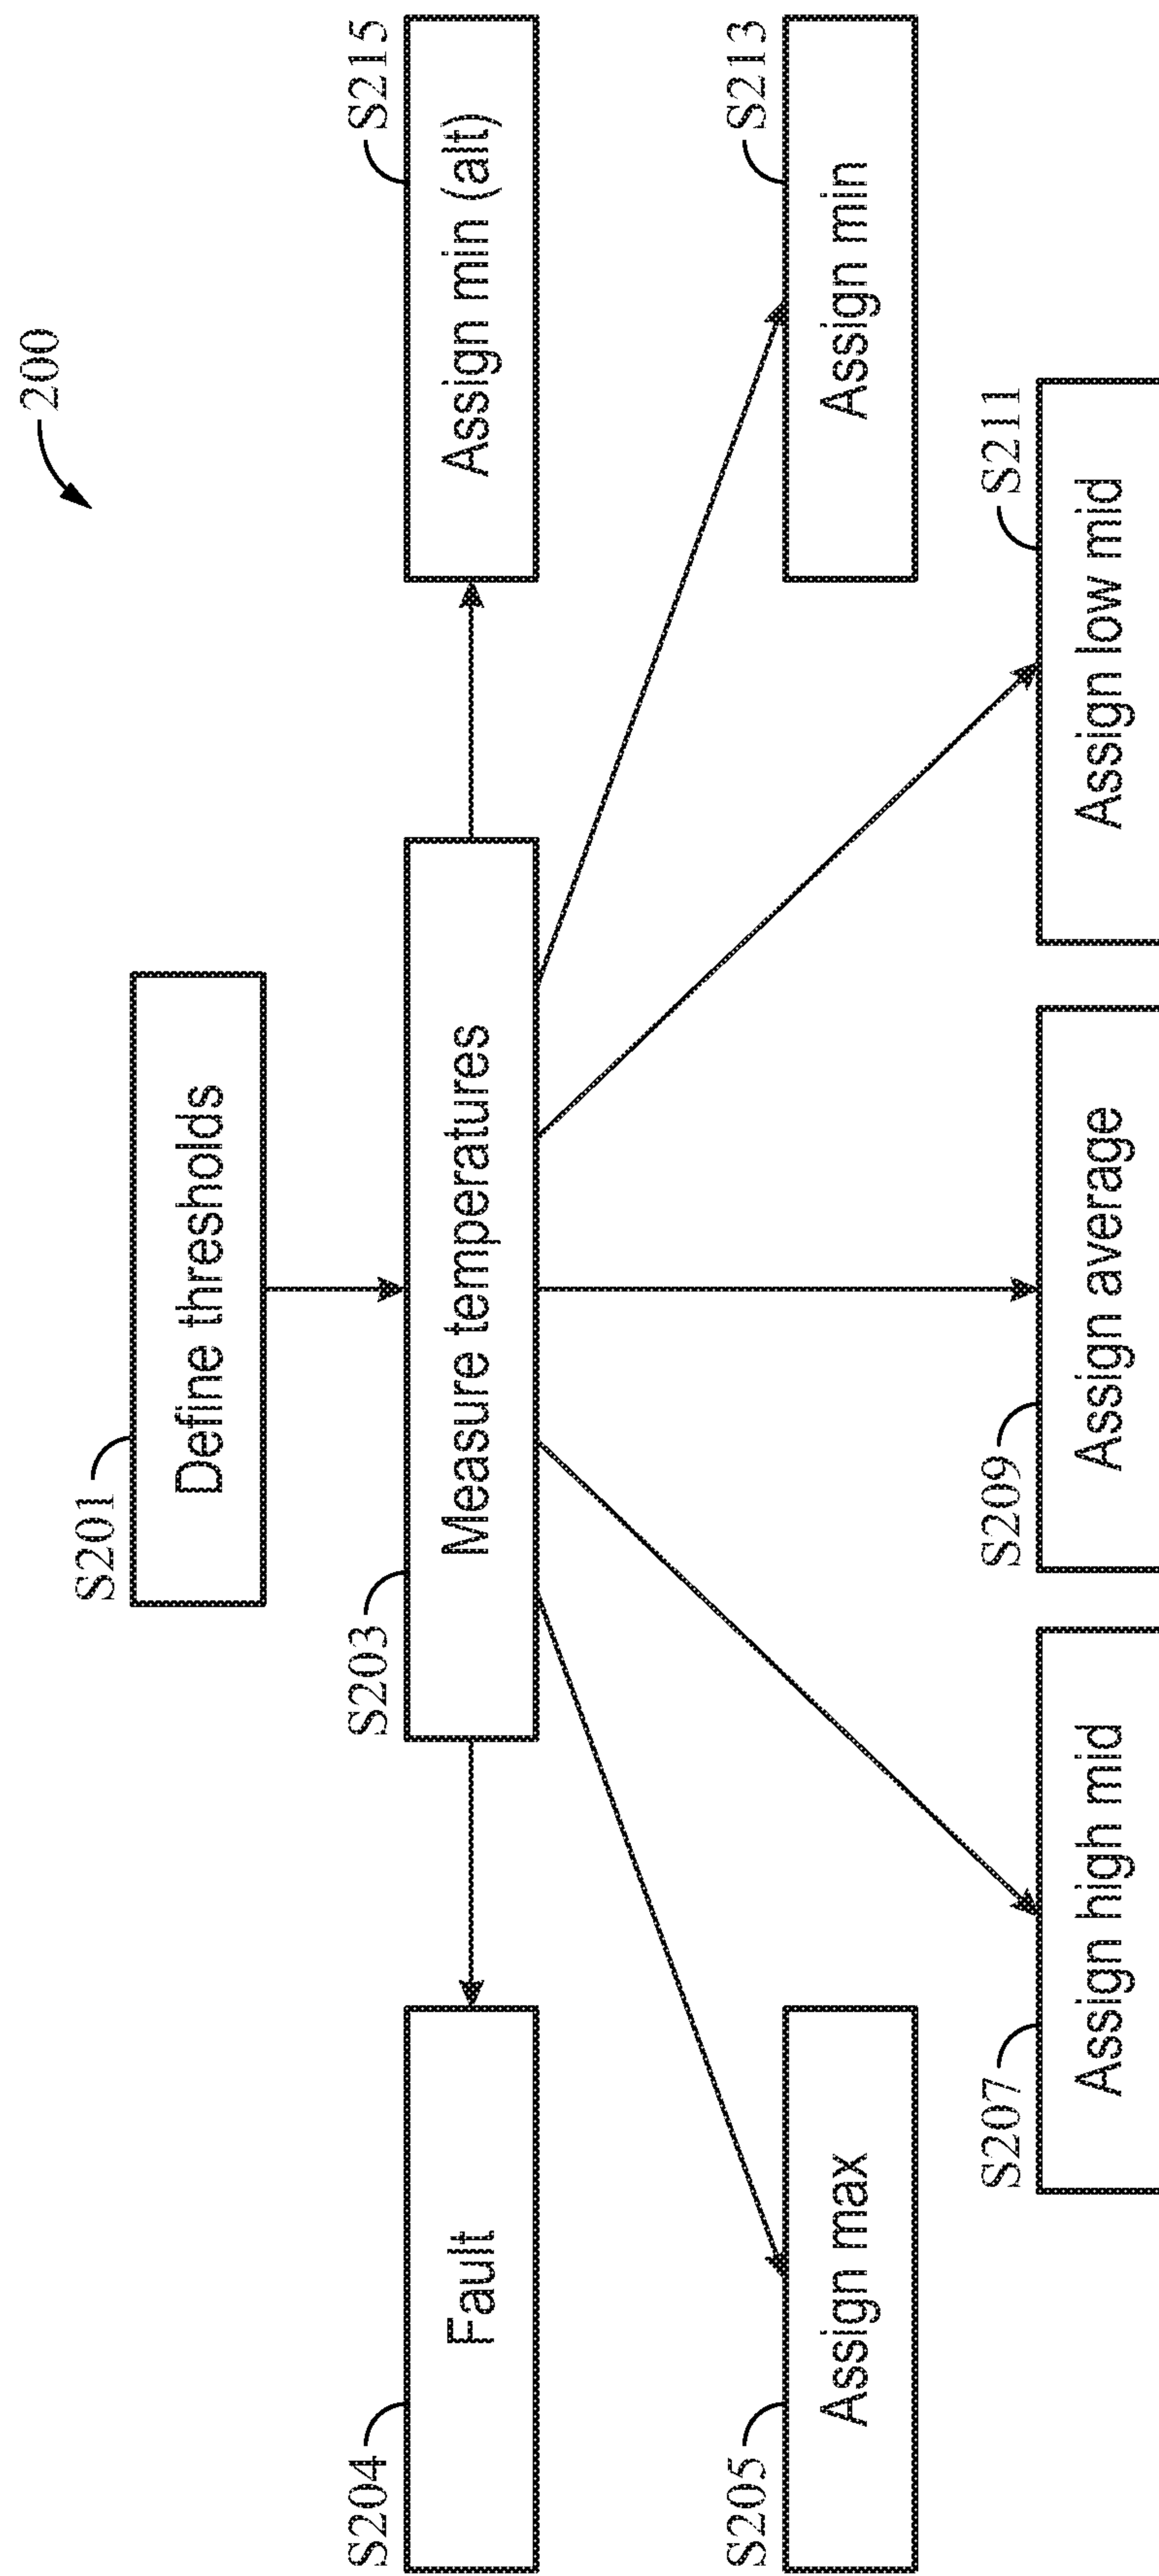 200
S201
Define thresholds
S203
Measure temperatures
S204
Fault
S215
Assign min (alt)
S205
Assign max
S213
Assign min
S207
Assign high mid
S209
Assign average
S211
Assign low mid